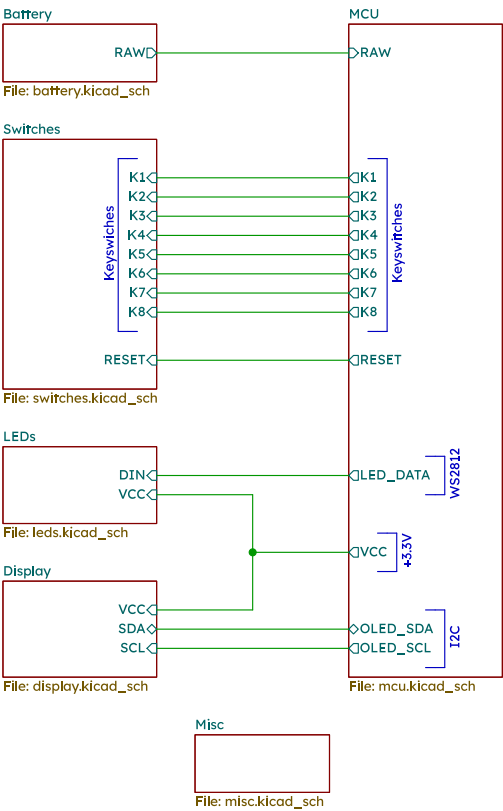 Battery
RAW
File: battery.kicad_sch
MCU
RAW
Switches
Keyswiches
K1
K2
K3
K4
K5
K6
K7
K8
RESET
File: switches.kicad_sch
K1
K2
K3
K4
K5
K6
K7
K8
Keyswitches
RESET
LEDs
DIN
VCC
File: leds.kicad_sch
LED_DATA
WS2812
VCC
+3.3V
Display
VCC
SDA
SCL
File: display.kicad_sch
OLED_SDA
OLED_SCL
I2C
File: mcu.kicad_sch
Misc
File: misc.kicad_sch